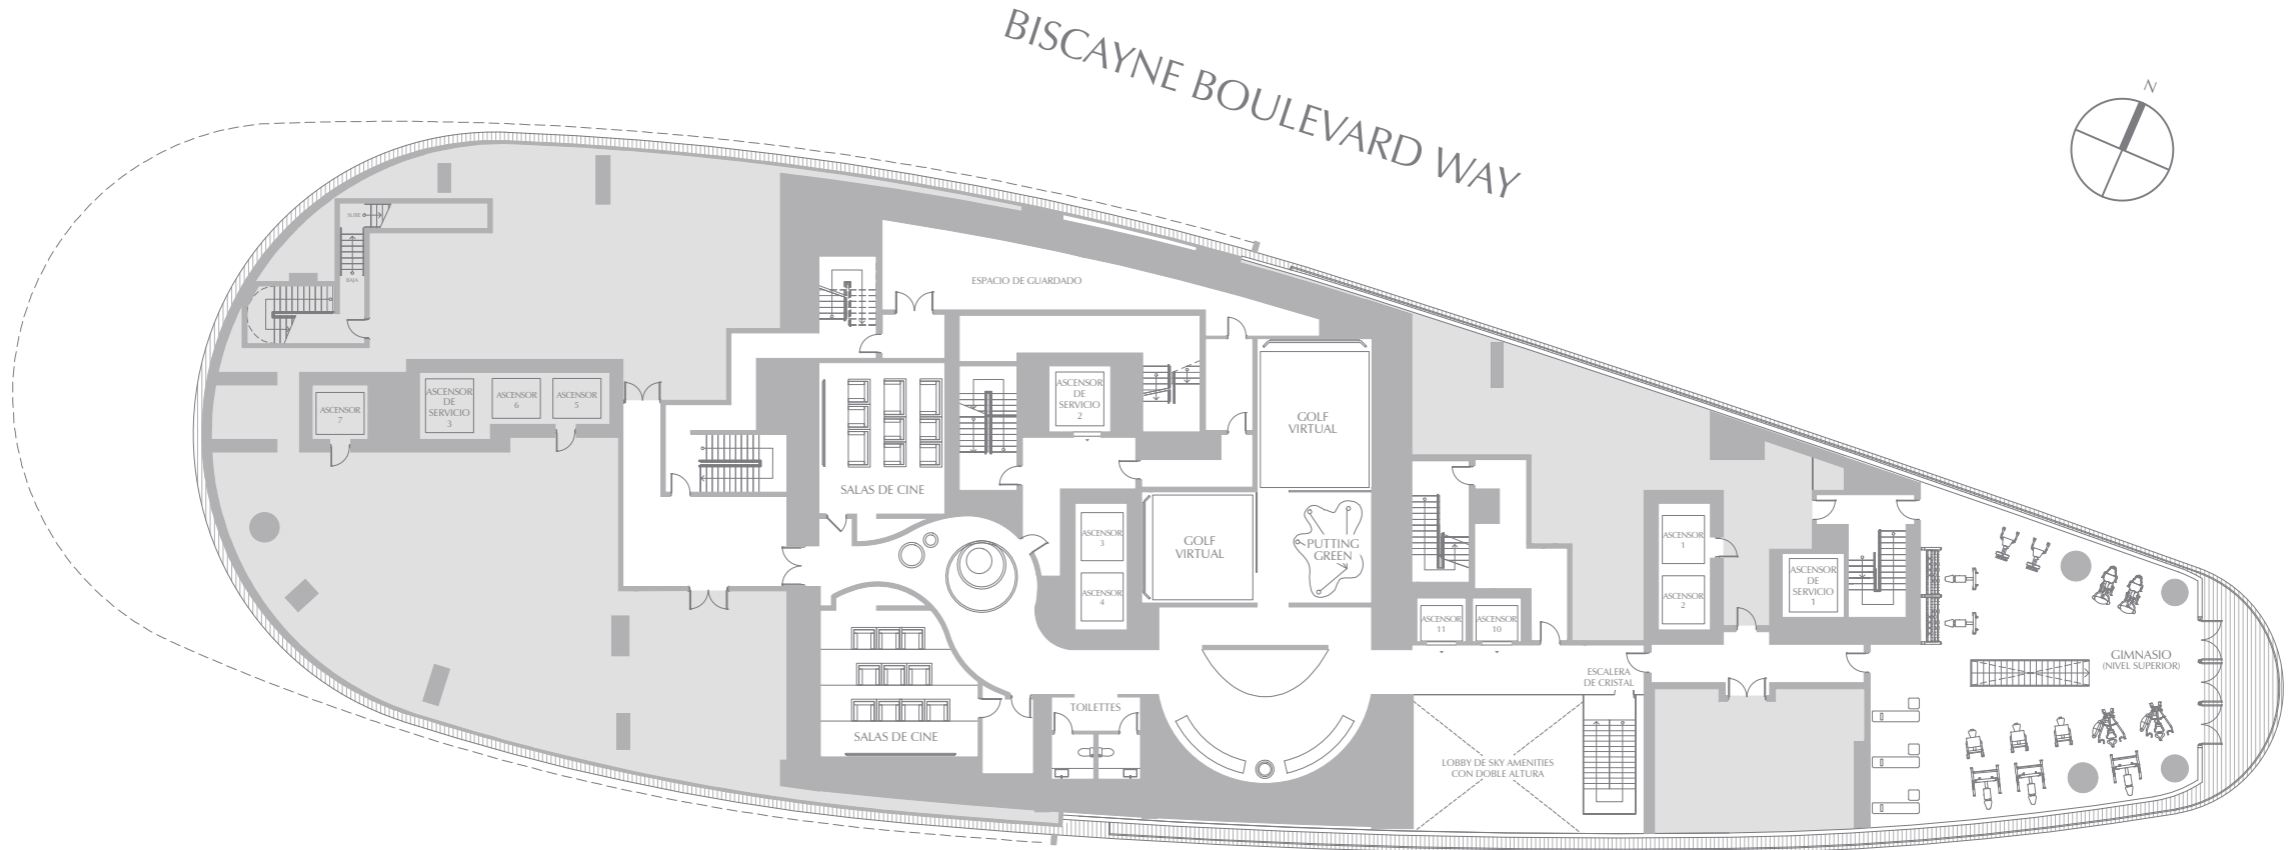 BISCAYNE BOULEVARD WAY
N
SUBE
BAJA
ESPACIO DE GUARDADO
ASCENSOR
7
ASCENSOR
DE
SERVICIO
3
ASCENSOR
6
ASCENSOR
5
SALAS DE CINE
ASCENSOR
DE
SERVICIO
2
GOLF
VIRTUAL
ASCENSOR
3
ASCENSOR
4
GOLF
VIRTUAL
PUTTING
GREEN
ASCENSOR
11
ASCENSOR
10
ASCENSOR
1
ASCENSOR
2
ASCENSOR
DE
SERVICIO
1
GIMNASIO
(NIVEL SUPERIOR)
ESCALERA
DE CRISTAL
TOILETTES
SALAS DE CINE
LOBBY DE SKY AMENITIES
CON DOBLE ALTURA